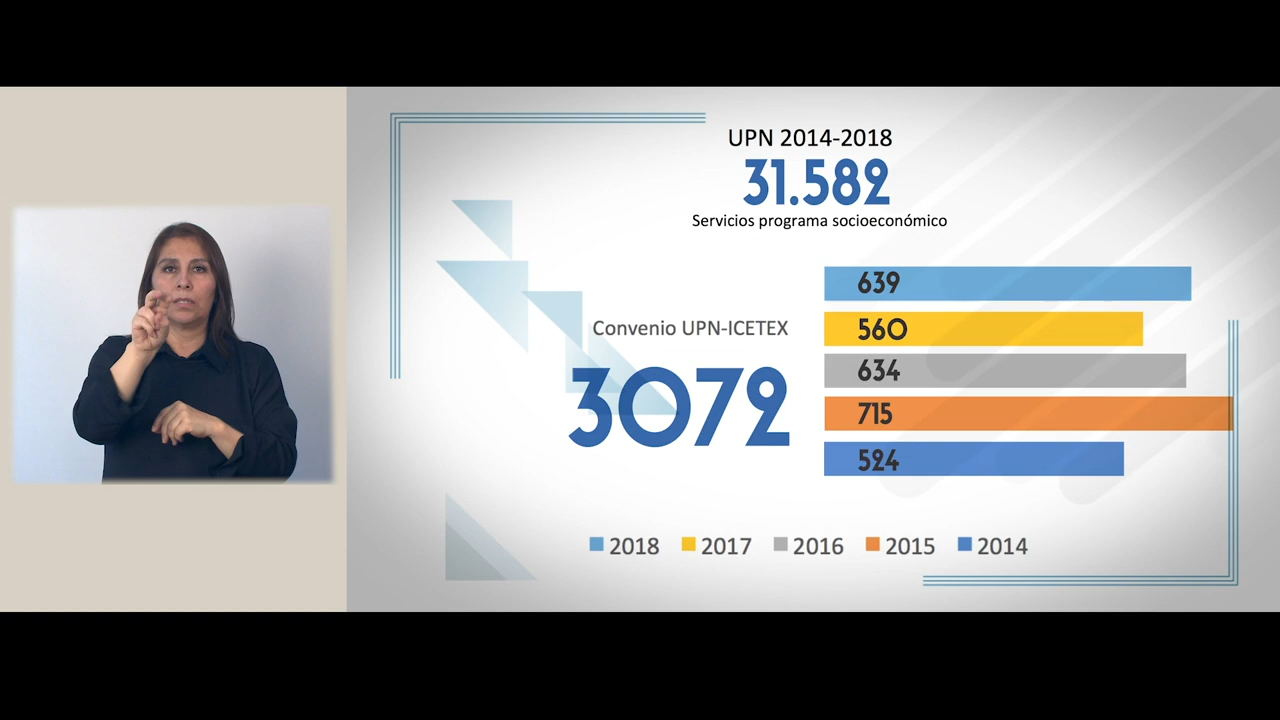 UPN 2014-2018
31.582
Servicios programa socioeconómico
Convenio UPN-ICETEX
3072
639
560
634
715
524
2018 2017 2016 2015 2014